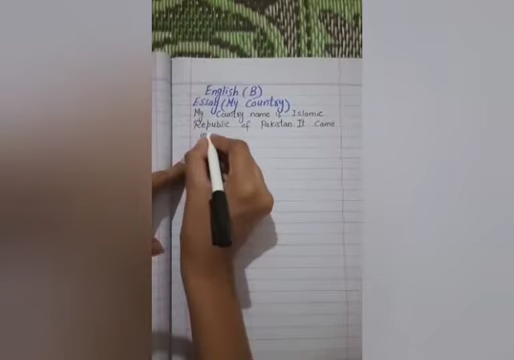 English (B)
Essay (My Country)
My Country name is Islamic
Republic of Pakistan. It came